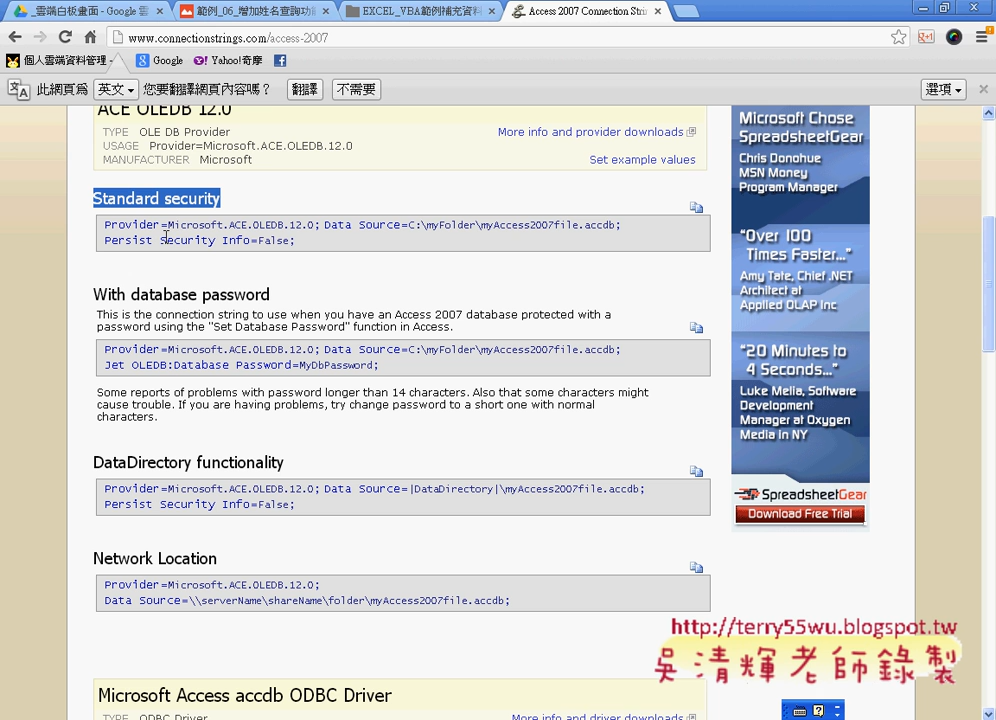 _雲端白板畫面 - Google 雲
範例_06_增加姓名查詢功
EXCEL_VBA範例補充資料
Access 2007 Connection Stri
www.connectionstrings.com/access-2007
個人雲端資料管理 -
Google
Yahoo!奇摩
此網頁為 英文 您要翻譯網頁內容嗎？ 翻譯 不需要 選項
ACE OLEDB 12.0
TYPE OLE DB Provider More info and provider downloads
USAGE Provider=Microsoft.ACE.OLEDB.12.0
MANUFACTURER Microsoft Set example values
Standard security
Provider=Microsoft.ACE.OLEDB.12.0; Data Source=C:\myFolder\myAccess2007file.accdb;
Persist Security Info=False;
With database password
This is the connection string to use when you have an Access 2007 database protected with a
password using the "Set Database Password" function in Access.
Provider=Microsoft.ACE.OLEDB.12.0; Data Source=C:\myFolder\myAccess2007file.accdb;
Jet OLEDB:Database Password=MyDbPassword;
Some reports of problems with password longer than 14 characters. Also that some characters might
cause trouble. If you are having problems, try change password to a short one with normal
characters.
DataDirectory functionality
Provider=Microsoft.ACE.OLEDB.12.0; Data Source=|DataDirectory|\myAccess2007file.accdb;
Persist Security Info=False;
Network Location
Provider=Microsoft.ACE.OLEDB.12.0;
Data Source=\\serverName\shareName\folder\myAccess2007file.accdb;
Microsoft Access accdb ODBC Driver
TYPE ODBC Driver More info and driver downloads
Microsoft Chose
SpreadsheetGear
Chris Donohue
MSN Money
Program Manager
"Over 100
Times Faster..."
Amy Tate, Chief .NET
Architect at
Applied OLAP Inc
"20 Minutes to
4 Seconds..."
Luke Melia, Software
Development
Manager at Oxygen
Media in NY
SpreadsheetGear
Download Free Trial
http://terry55wu.blogspot.tw
吳清輝老師錄製